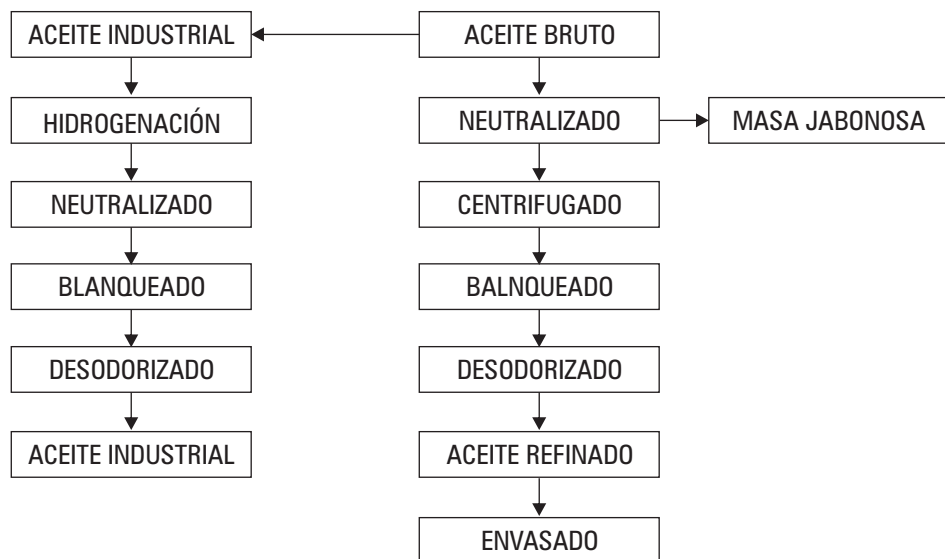 ACEITE INDUSTRIAL
ACEITE BRUTO
HIDROGENACIÓN
NEUTRALIZADO
MASA JABONOSA
NEUTRALIZADO
CENTRIFUGADO
BLANQUEADO
BALNQUEADO
DESODORIZADO
DESODORIZADO
ACEITE INDUSTRIAL
ACEITE REFINADO
ENVASADO